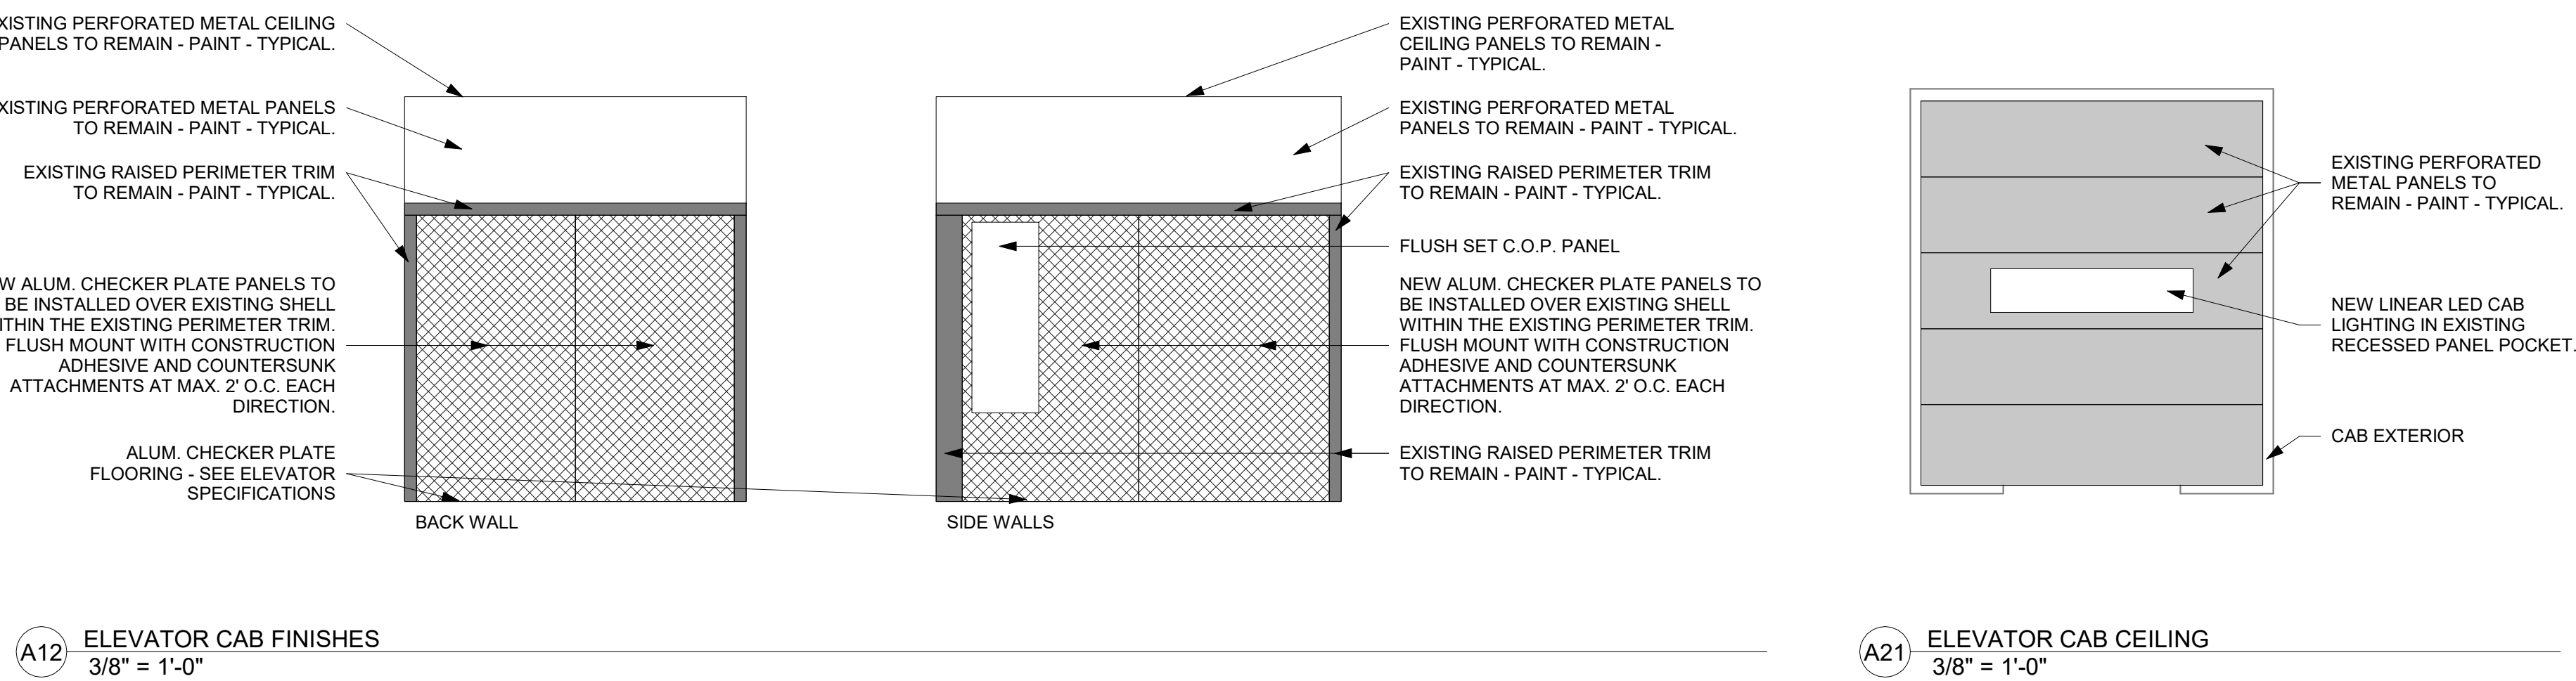 XISTING PERFORATED METAL CEILING
PANELS TO REMAIN - PAINT - TYPICAL.
XISTING PERFORATED METAL PANELS
TO REMAIN - PAINT - TYPICAL.
EXISTING RAISED PERIMETER TRIM
TO REMAIN - PAINT - TYPICAL.
W ALUM. CHECKER PLATE PANELS TO
BE INSTALLED OVER EXISTING SHELL
ITHIN THE EXISTING PERIMETER TRIM.
FLUSH MOUNT WITH CONSTRUCTION
ADHESIVE AND COUNTERSUNK
ATTACHMENTS AT MAX. 2' O.C. EACH
DIRECTION.
ALUM. CHECKER PLATE
FLOORING - SEE ELEVATOR
SPECIFICATIONS
BACK WALL
SIDE WALLS
EXISTING PERFORATED METAL
CEILING PANELS TO REMAIN -
PAINT - TYPICAL.
EXISTING PERFORATED METAL
PANELS TO REMAIN - PAINT - TYPICAL.
EXISTING RAISED PERIMETER TRIM
TO REMAIN - PAINT - TYPICAL.
FLUSH SET C.O.P. PANEL
NEW ALUM. CHECKER PLATE PANELS TO
BE INSTALLED OVER EXISTING SHELL
WITHIN THE EXISTING PERIMETER TRIM.
FLUSH MOUNT WITH CONSTRUCTION
ADHESIVE AND COUNTERSUNK
ATTACHMENTS AT MAX. 2' O.C. EACH
DIRECTION.
EXISTING RAISED PERIMETER TRIM
TO REMAIN - PAINT - TYPICAL.
A12 ELEVATOR CAB FINISHES
3/8" = 1'-0"
EXISTING PERFORATED
METAL PANELS TO
REMAIN - PAINT - TYPICAL.
NEW LINEAR LED CAB
LIGHTING IN EXISTING
RECESSED PANEL POCKET.
CAB EXTERIOR
A21 ELEVATOR CAB CEILING
3/8" = 1'-0"